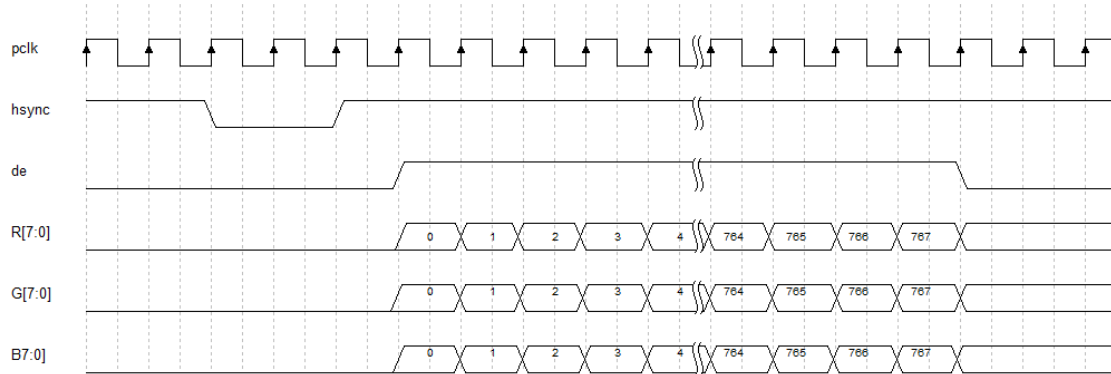 pclk
hsync
de
R[7:0] 0 1 2 3 4 764 765 766 767
G[7:0] 0 1 2 3 4 764 765 766 767
B7:0] 0 1 2 3 4 764 765 766 767